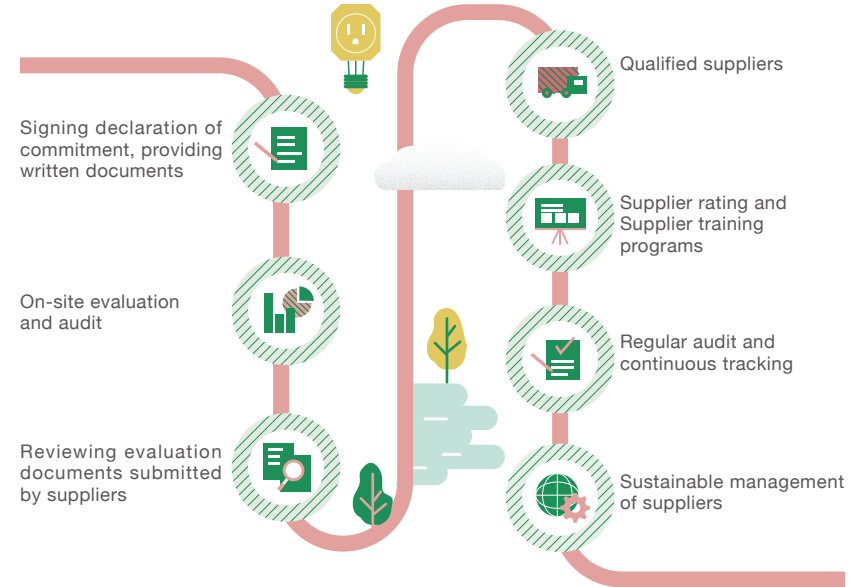 Signing declaration of
commitment, providing
written documents
On-site evaluation
and audit
Reviewing evaluation
documents submitted
by suppliers
Qualified suppliers
Supplier rating and
Supplier training
programs
Regular audit and
continuous tracking
Sustainable management
of suppliers